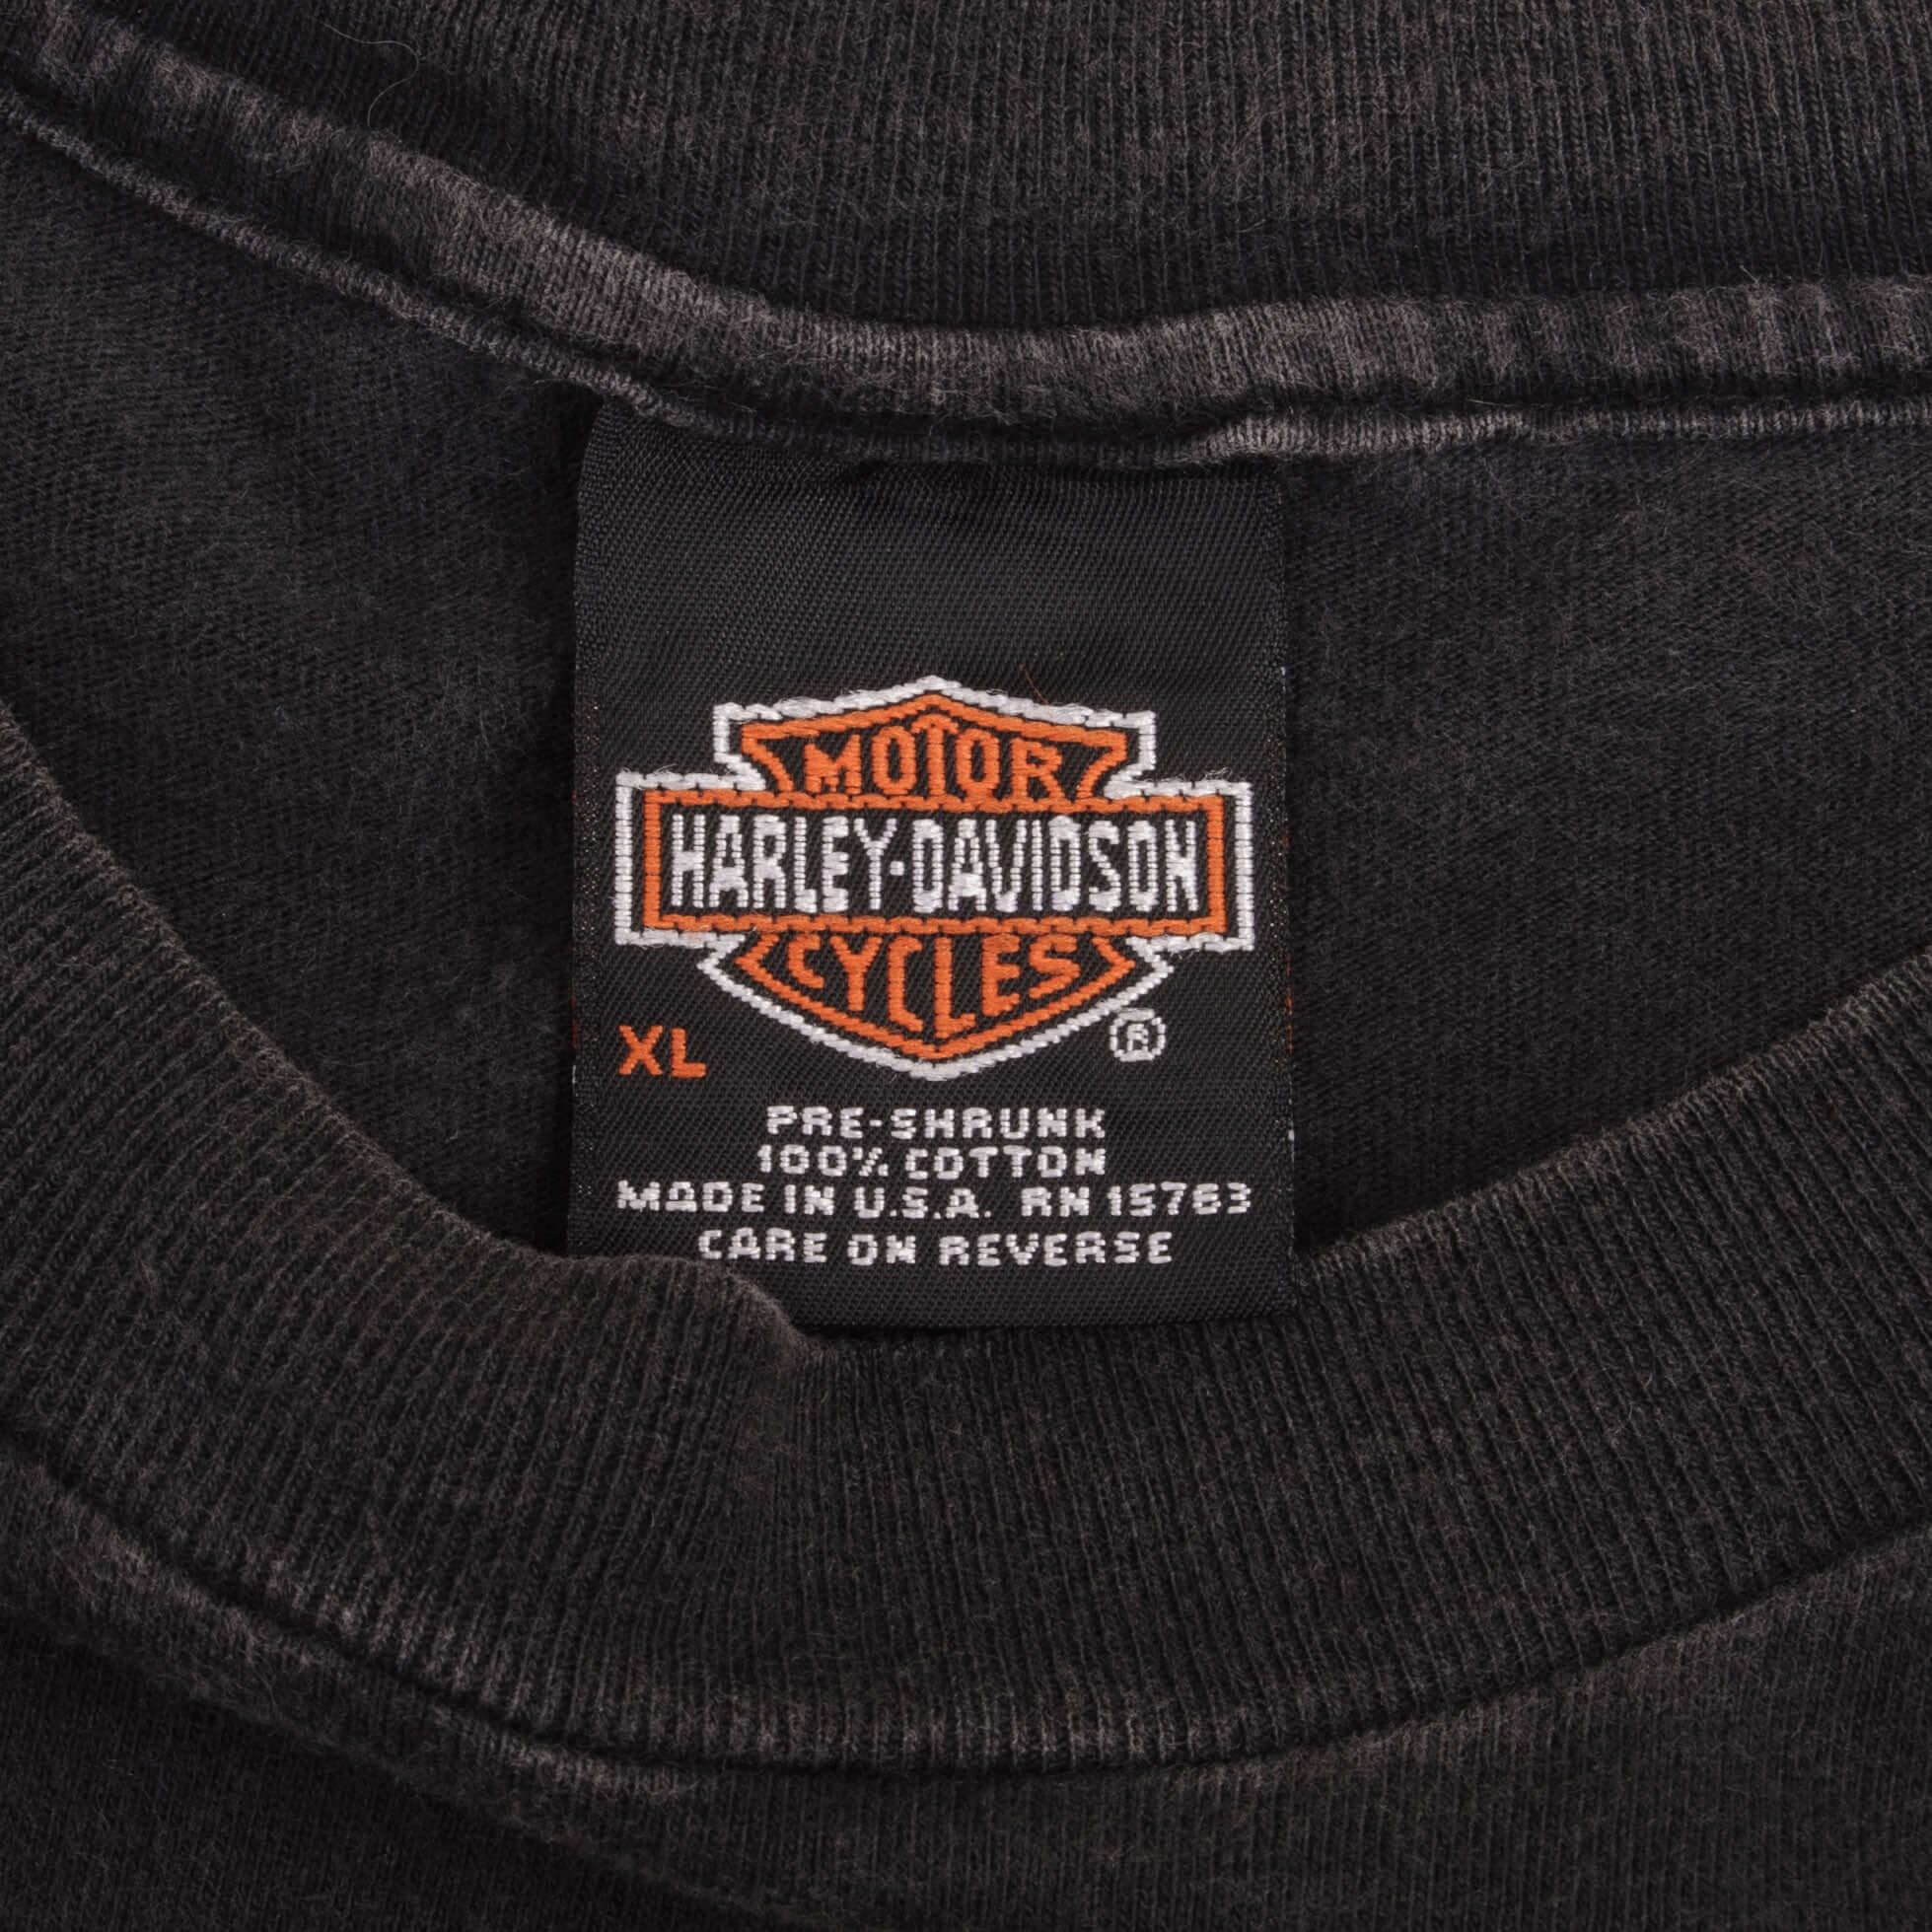 MOTOR
HARLEY-DAVIDSON
CYCLES
XL ®
PRE-SHRUNK
100% COTTON
MADE IN U.S.A. RN 15763
CARE ON REVERSE